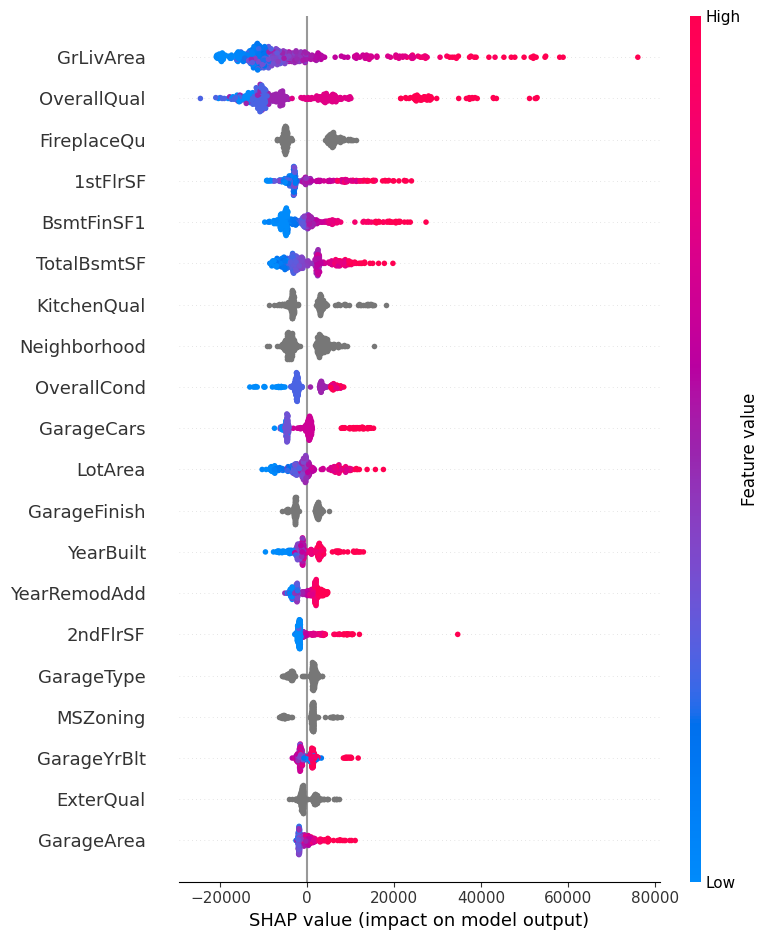 High
GrLivArea
OverallQual
FireplaceQu
1stFlrSF
BsmtFinSF1
TotalBsmtSF
KitchenQual
Neighborhood
OverallCond
GarageCars
LotArea
GarageFinish
YearBuilt
YearRemodAdd
2ndFlrSF
GarageType
MSZoning
GarageYrBlt
ExterQual
GarageArea
Feature value
Low
−20000 0 20000 40000 60000 80000
SHAP value (impact on model output)